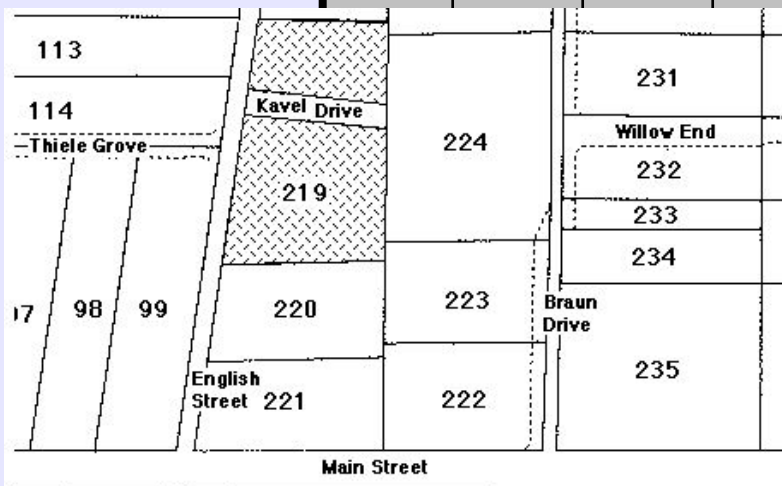 113
231
Kavel Drive
114
Willow End
224
Thiele Grove
232
219
233
234
98
99
220
223
Braun
Drive
235
English
Street
221
222
Main Street